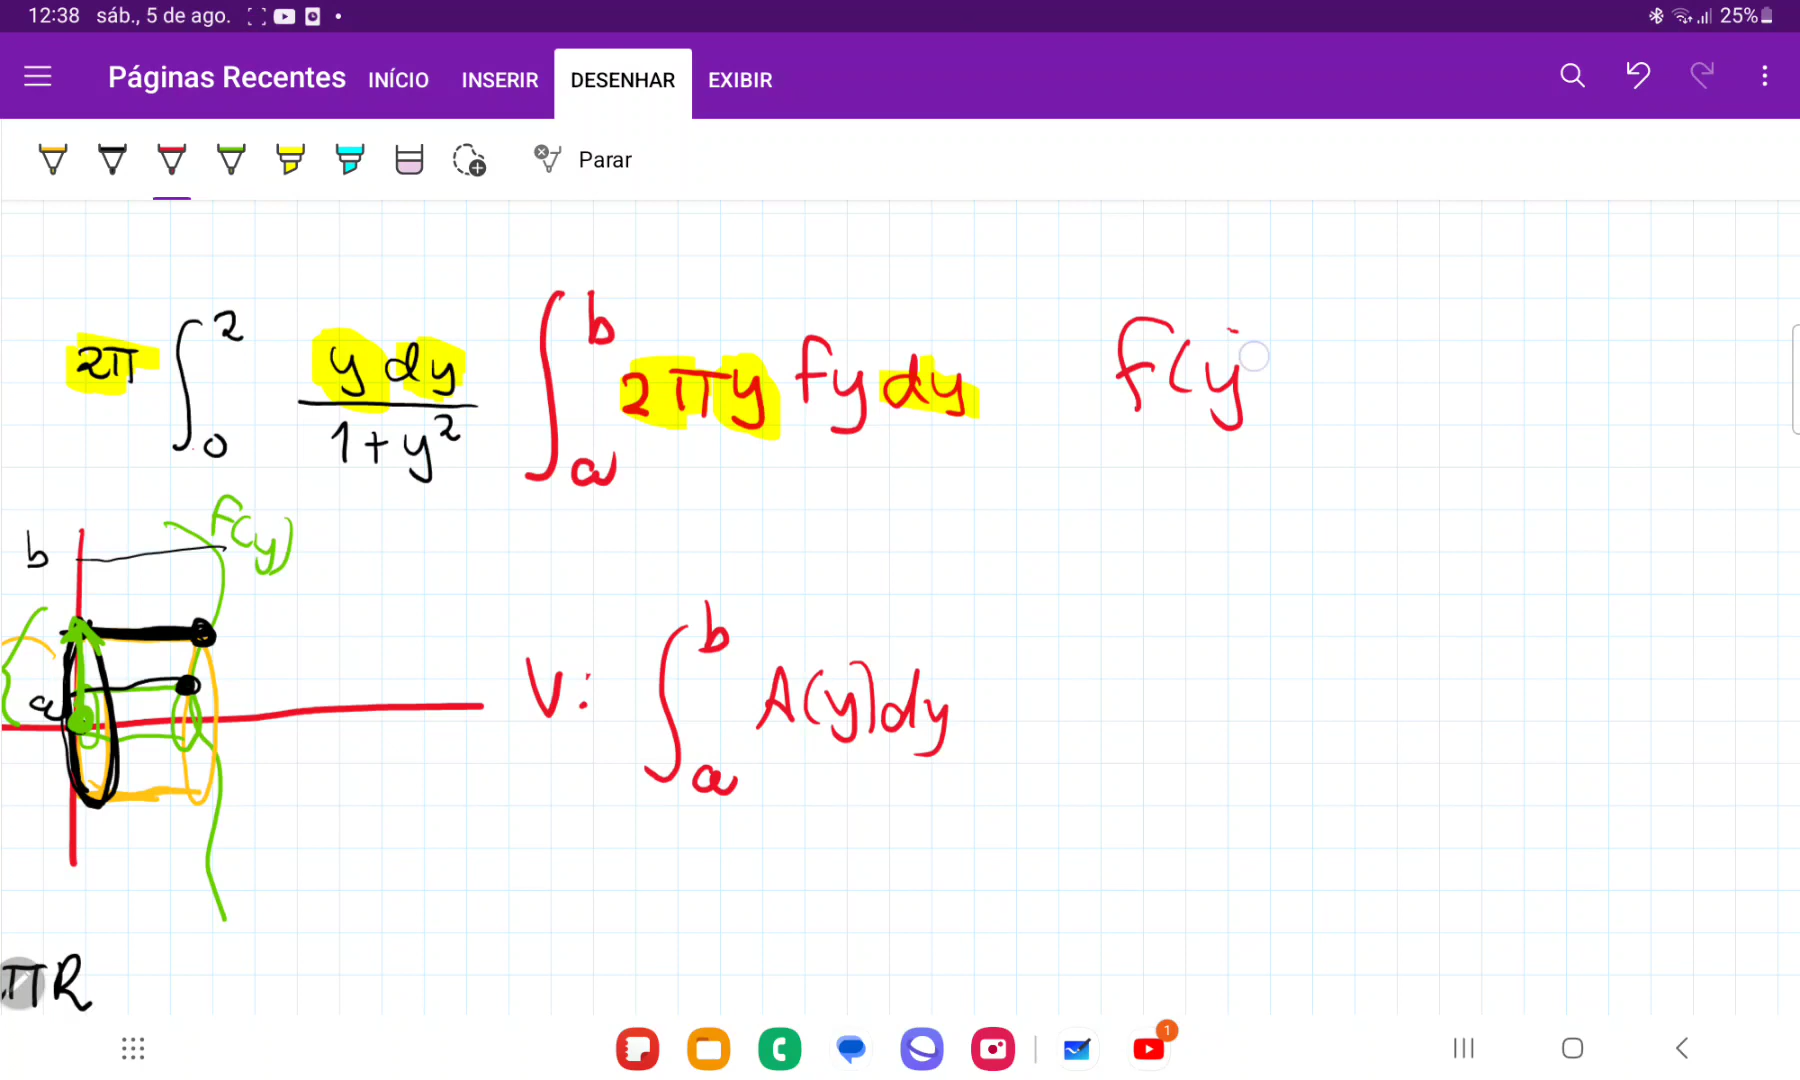 12:38 sáb., 5 de ago.
25%
Páginas Recentes INÍCIO INSERIR DESENHAR EXIBIR
Parar
2π ∫₀² y dy / 1+y²
∫ₐᵇ 2πy fy dy
f(y
f(y)
b
a
V: ∫ₐᵇ A(y)dy
πR
1